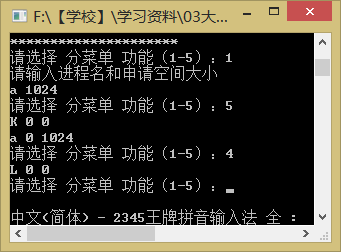 F:\【学校】\学习资料\03大...
*********************
请选择 分菜单 功能（1-5）：1
请输入进程名和申请空间大小
a 1024
请选择 分菜单 功能（1-5）：5
K 0 0
a 0 1024
请选择 分菜单 功能（1-5）：4
L 0 0
请选择 分菜单 功能（1-5）：
中文(简体) - 2345王牌拼音输入法 全 ：